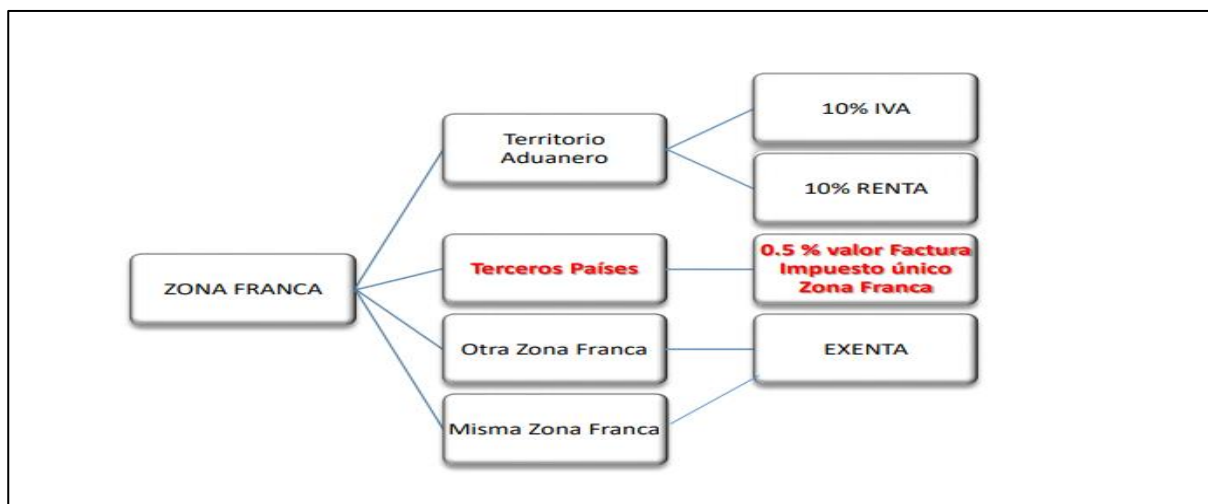 ZONA FRANCA
Territorio
Aduanero
10% IVA
10% RENTA
Terceros Países
0.5 % valor Factura
Impuesto único
Zona Franca
Otra Zona Franca
EXENTA
Misma Zona Franca